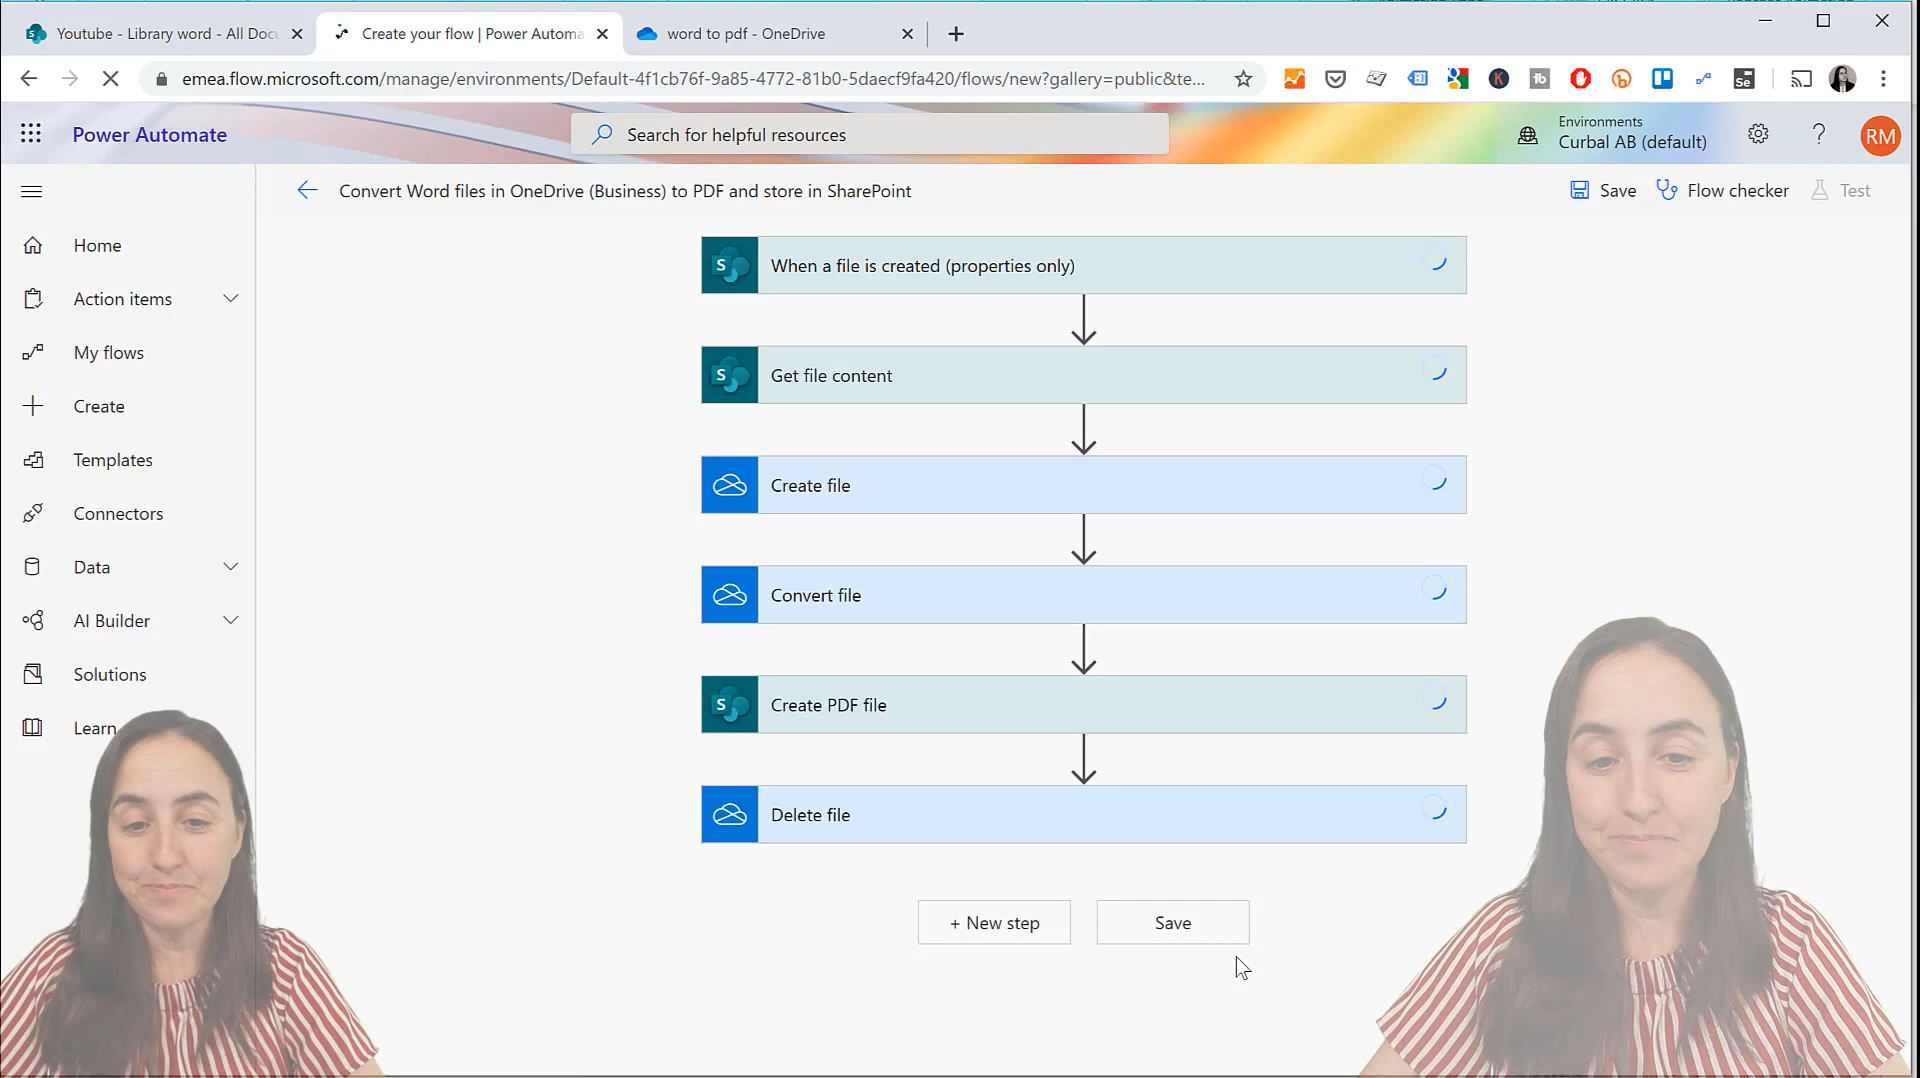 Youtube - Library word - All Docu
Create your flow | Power Automa
word to pdf - OneDrive
emea.flow.microsoft.com/manage/environments/Default-4f1cb76f-9a85-4772-81b0-5daecf9fa420/flows/new?gallery=public&te...
Power Automate
Search for helpful resources
Environments
Curbal AB (default)
RM
Convert Word files in OneDrive (Business) to PDF and store in SharePoint
Save
Flow checker
Test
Home
Action items
My flows
Create
Templates
Connectors
Data
AI Builder
Solutions
Learn
When a file is created (properties only)
Get file content
Create file
Convert file
Create PDF file
Delete file
+ New step
Save